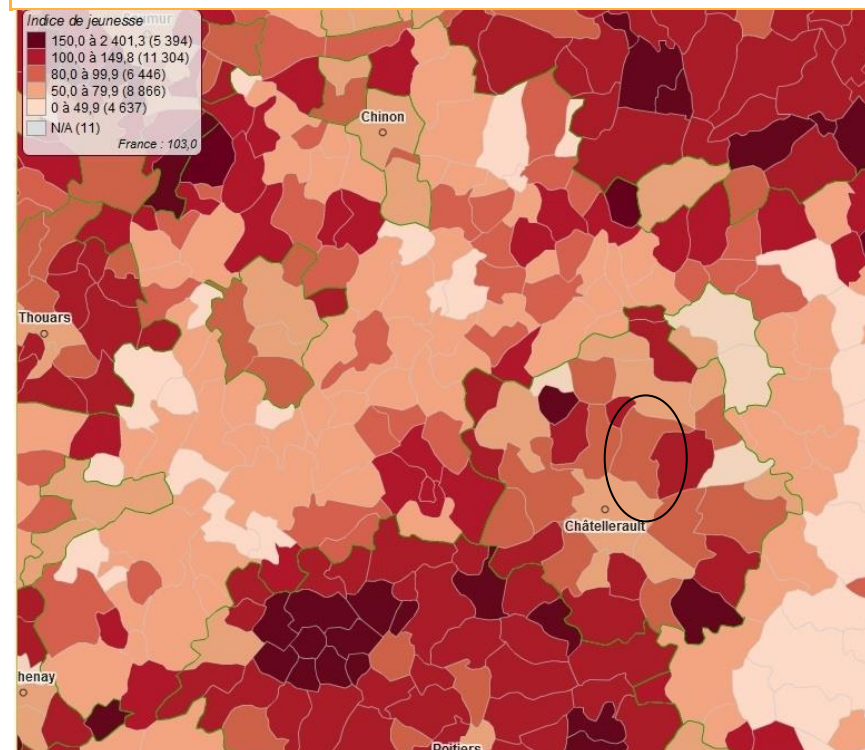 Indice de jeunesse
150,0 à 2 401,3 (5 394)
100,0 à 149,8 (11 304)
80,0 à 99,9 (6 446)
50,0 à 79,9 (8 866)
0 à 49,9 (4 637)
N/A (11)
France : 103,0
Chinon
Thouars
Châtellerault
henay
Poitiers